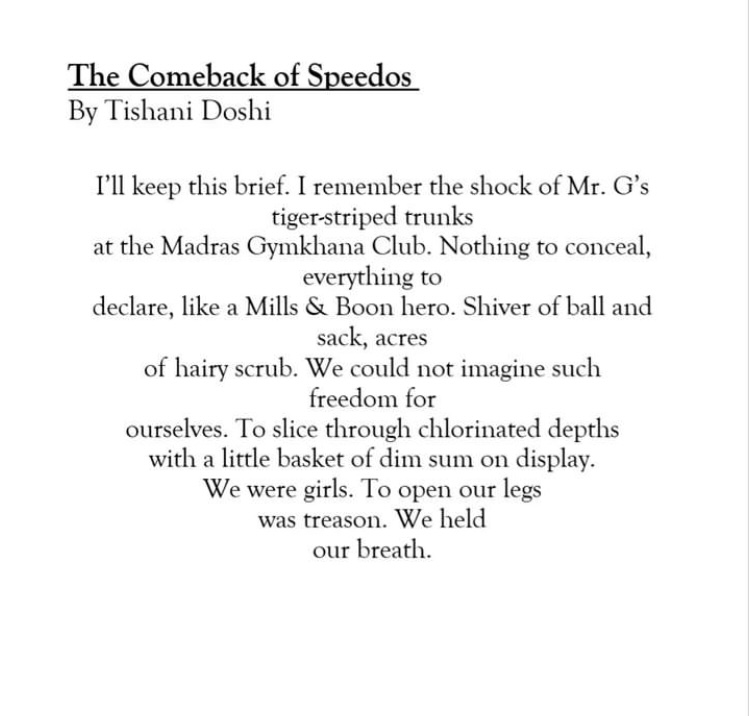 The Comeback of Speedos
By Tishani Doshi
I’ll keep this brief. I remember the shock of Mr. G’s
tiger-striped trunks
at the Madras Gymkhana Club. Nothing to conceal,
everything to
declare, like a Mills & Boon hero. Shiver of ball and
sack, acres
of hairy scrub. We could not imagine such
freedom for
ourselves. To slice through chlorinated depths
with a little basket of dim sum on display.
We were girls. To open our legs
was treason. We held
our breath.